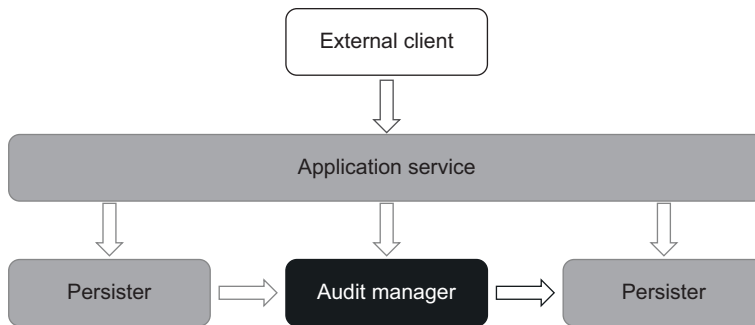 External client
Application service
Persister
Audit manager
Persister